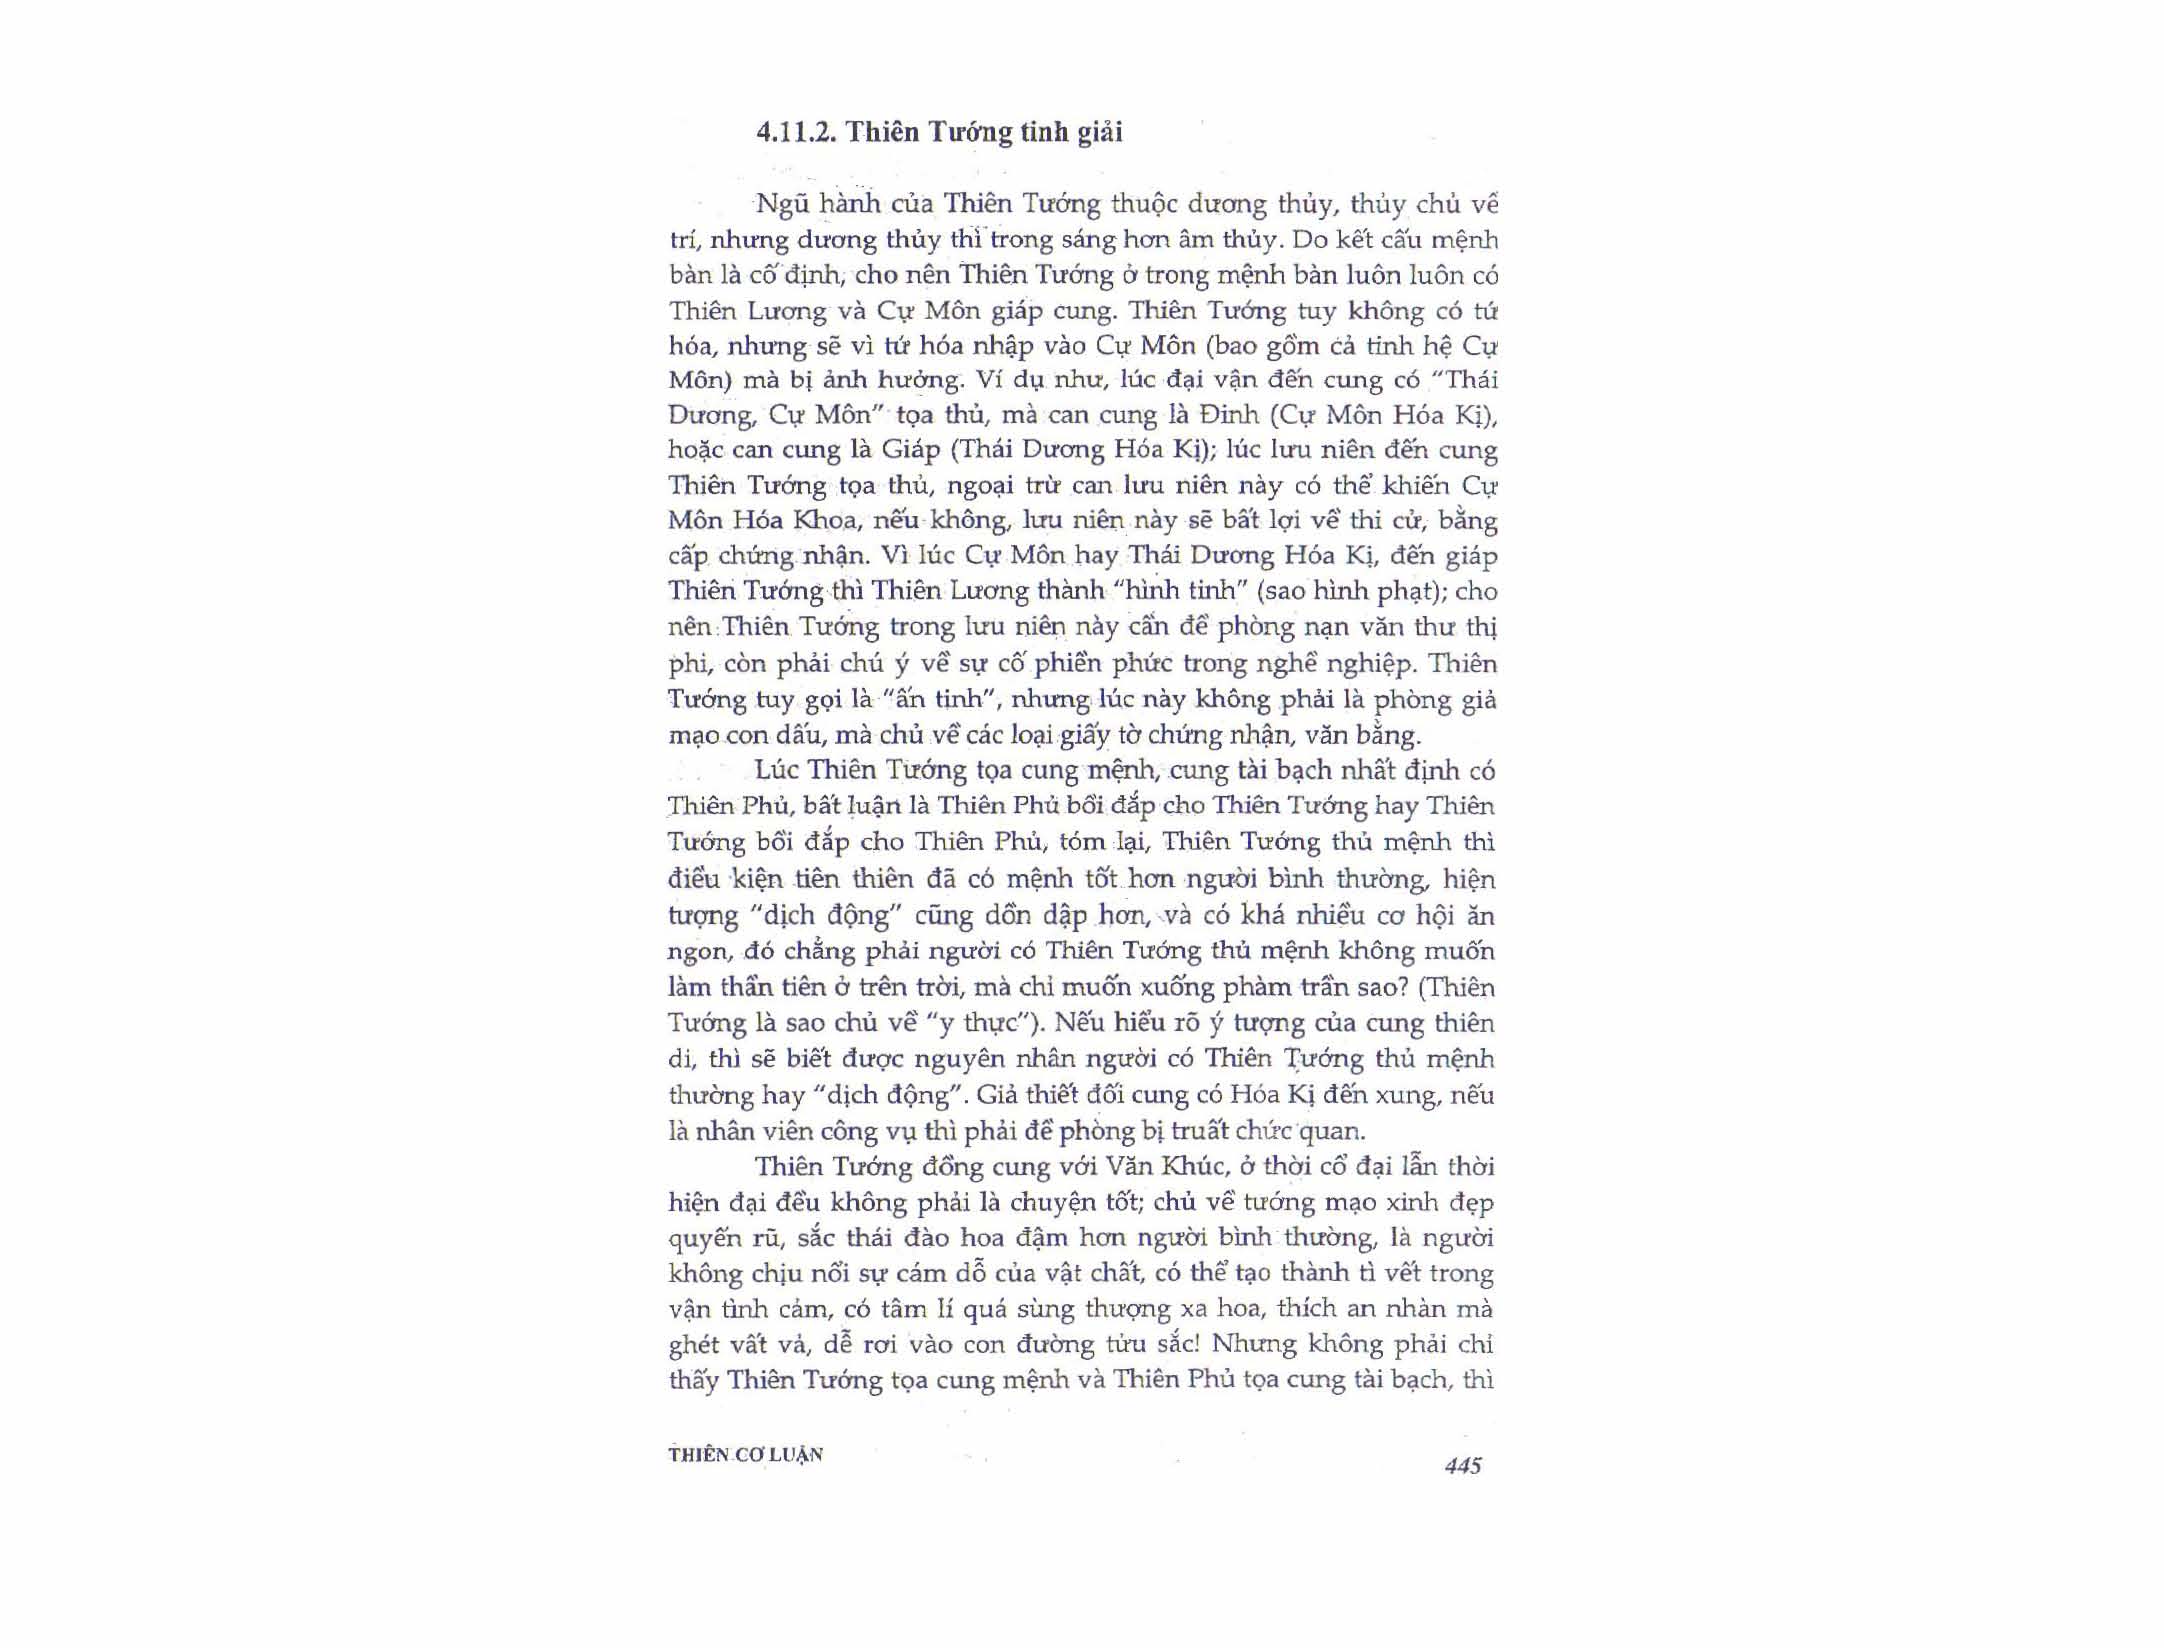 4.11.2. Thiên Tướng tinh giải
Ngũ hành của Thiên Tướng thuộc dương thủy, thủy chủ về
trí, nhưng dương thủy thì trong sáng hơn âm thủy. Do kết cấu mệnh
bàn là cố định, cho nên Thiên Tướng ở trong mệnh bàn luôn luôn có
Thiên Lương và Cự Môn giáp cung. Thiên Tướng tuy không có tứ
hóa, nhưng sẽ vì tứ hóa nhập vào Cự Môn (bao gồm cả tinh hệ Cự
Môn) mà bị ảnh hưởng. Ví dụ như, lúc đại vận đến cung có "Thái
Dương, Cự Môn" tọa thủ, mà can cung là Đinh (Cự Môn Hóa Kị),
hoặc can cung là Giáp (Thái Dương Hóa Kị); lúc lưu niên đến cung
Thiên Tướng tọa thủ, ngoại trừ can lưu niên này có thể khiến Cự
Môn Hóa Khoa, nếu không, lưu niên này sẽ bất lợi về thi cử, bằng
cấp chứng nhận. Vì lúc Cự Môn hay Thái Dương Hóa Kị, đến giáp
Thiên Tướng thì Thiên Lương thành "hình tinh" (sao hình phạt); cho
nên Thiên Tướng trong lưu niên này cần đề phòng nạn văn thư thị
phi, còn phải chú ý về sự cố phiền phức trong nghề nghiệp. Thiên
Tướng tuy gọi là "ấn tinh", nhưng lúc này không phải là phòng giả
mạo con dấu, mà chủ về các loại giấy tờ chứng nhận, văn bằng.
Lúc Thiên Tướng tọa cung mệnh, cung tài bạch nhất định có
Thiên Phủ, bất luận là Thiên Phủ bồi đắp cho Thiên Tướng hay Thiên
Tướng bồi đắp cho Thiên Phủ, tóm lại, Thiên Tướng thủ mệnh thì
điều kiện tiên thiên đã có mệnh tốt hơn người bình thường, hiện
tượng "dịch động" cũng dồn dập hơn, và có khá nhiều cơ hội ăn
ngon, đó chẳng phải người có Thiên Tướng thủ mệnh không muốn
làm thần tiên ở trên trời, mà chỉ muốn xuống phàm trần sao? (Thiên
Tướng là sao chủ về "y thực"). Nếu hiểu rõ ý tượng của cung thiên
di, thì sẽ biết được nguyên nhân người có Thiên Tướng thủ mệnh
thường hay "dịch động". Giả thiết đối cung có Hóa Kị đến xung, nếu
là nhân viên công vụ thì phải đề phòng bị truất chức quan.
Thiên Tướng đồng cung với Văn Khúc, ở thời cổ đại lẫn thời
hiện đại đều không phải là chuyện tốt; chủ về tướng mạo xinh đẹp
quyến rũ, sắc thái đào hoa đậm hơn người bình thường, là người
không chịu nổi sự cám dỗ của vật chất, có thể tạo thành tì vết trong
vận tình cảm, có tâm lí quá sùng thượng xa hoa, thích an nhàn mà
ghét vất vả, dễ rơi vào con đường tửu sắc! Nhưng không phải chỉ
thấy Thiên Tướng tọa cung mệnh và Thiên Phủ tọa cung tài bạch, thì
THIÊN CƠ LUẬN
445